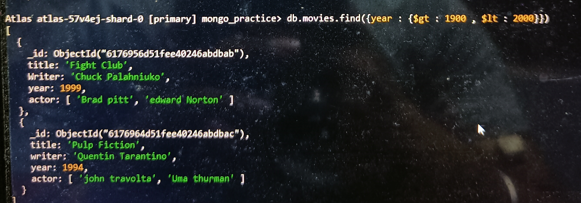 Atlas atlas-57v4ej-shard-0 [primary] mongo_practice> db.movies.find({year : {$gt : 1900 , $lt : 2000}})
[
{
_id: ObjectId("6176956d51fee40246abdbab"),
title: 'Fight Club',
Writer: 'Chuck Palahniuko',
year: 1999,
actor: [ 'Brad pitt', 'edward Norton' ]
},
{
_id: ObjectId("6176964d51fee40246abdbac"),
title: 'Pulp Fiction',
writer: 'Quentin Tarantino',
year: 1994,
actor: [ 'john travolta', 'Uma thurman' ]
}
]